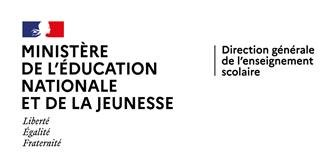 MINISTÈRE
DE L'ÉDUCATION
NATIONALE
ET DE LA JEUNESSE
Liberté
Égalité
Fraternité
Direction générale
de l'enseignement
scolaire